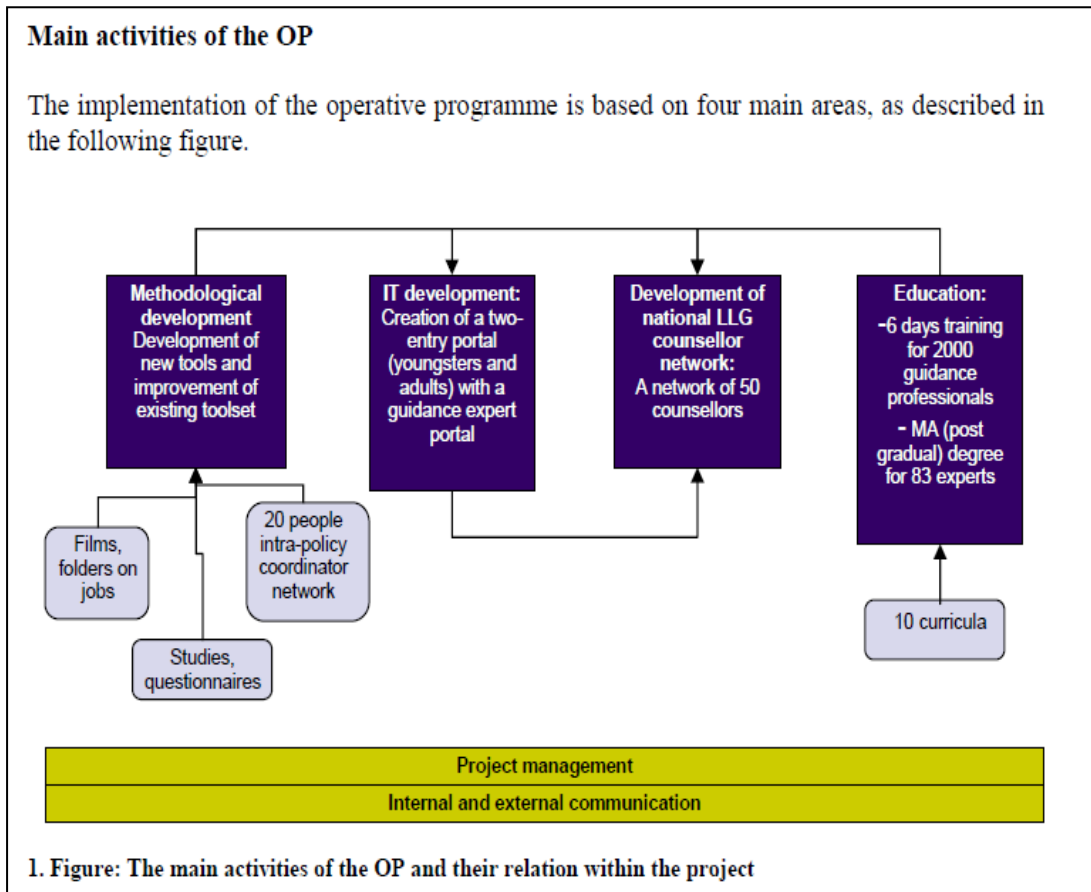 Main activities of the OP
The implementation of the operative programme is based on four main areas, as described in
the following figure.
Methodological
development
Development of
new tools and
improvement of
existing toolset
IT development:
Creation of a two-
entry portal
(youngsters and
adults) with a
guidance expert
portal
Development of
national LLG
counsellor
network:
A network of 50
counsellors
Education:
-6 days training
for 2000
guidance
professionals
- MA (post
gradual) degree
for 83 experts
Films,
folders on
jobs
20 people
intra-policy
coordinator
network
Studies,
questionnaires
10 curricula
Project management
Internal and external communication
1. Figure: The main activities of the OP and their relation within the project